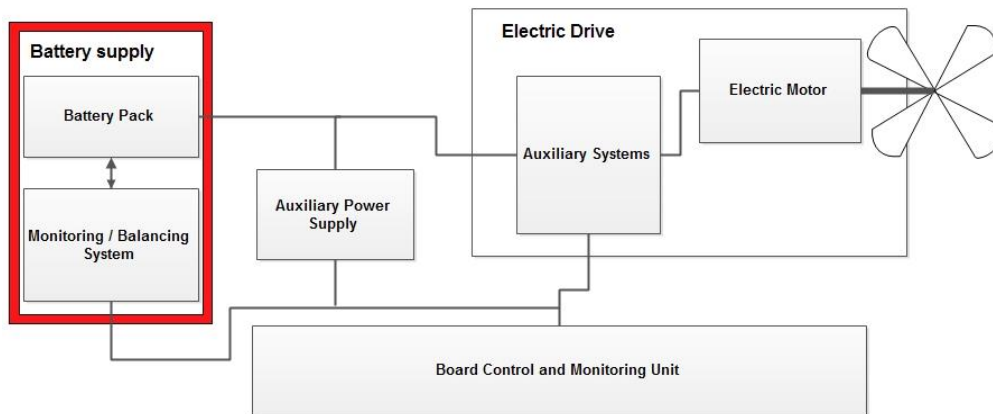 Battery supply
Battery Pack
Monitoring / Balancing
System
Auxiliary Power
Supply
Electric Drive
Auxiliary Systems
Electric Motor
Board Control and Monitoring Unit